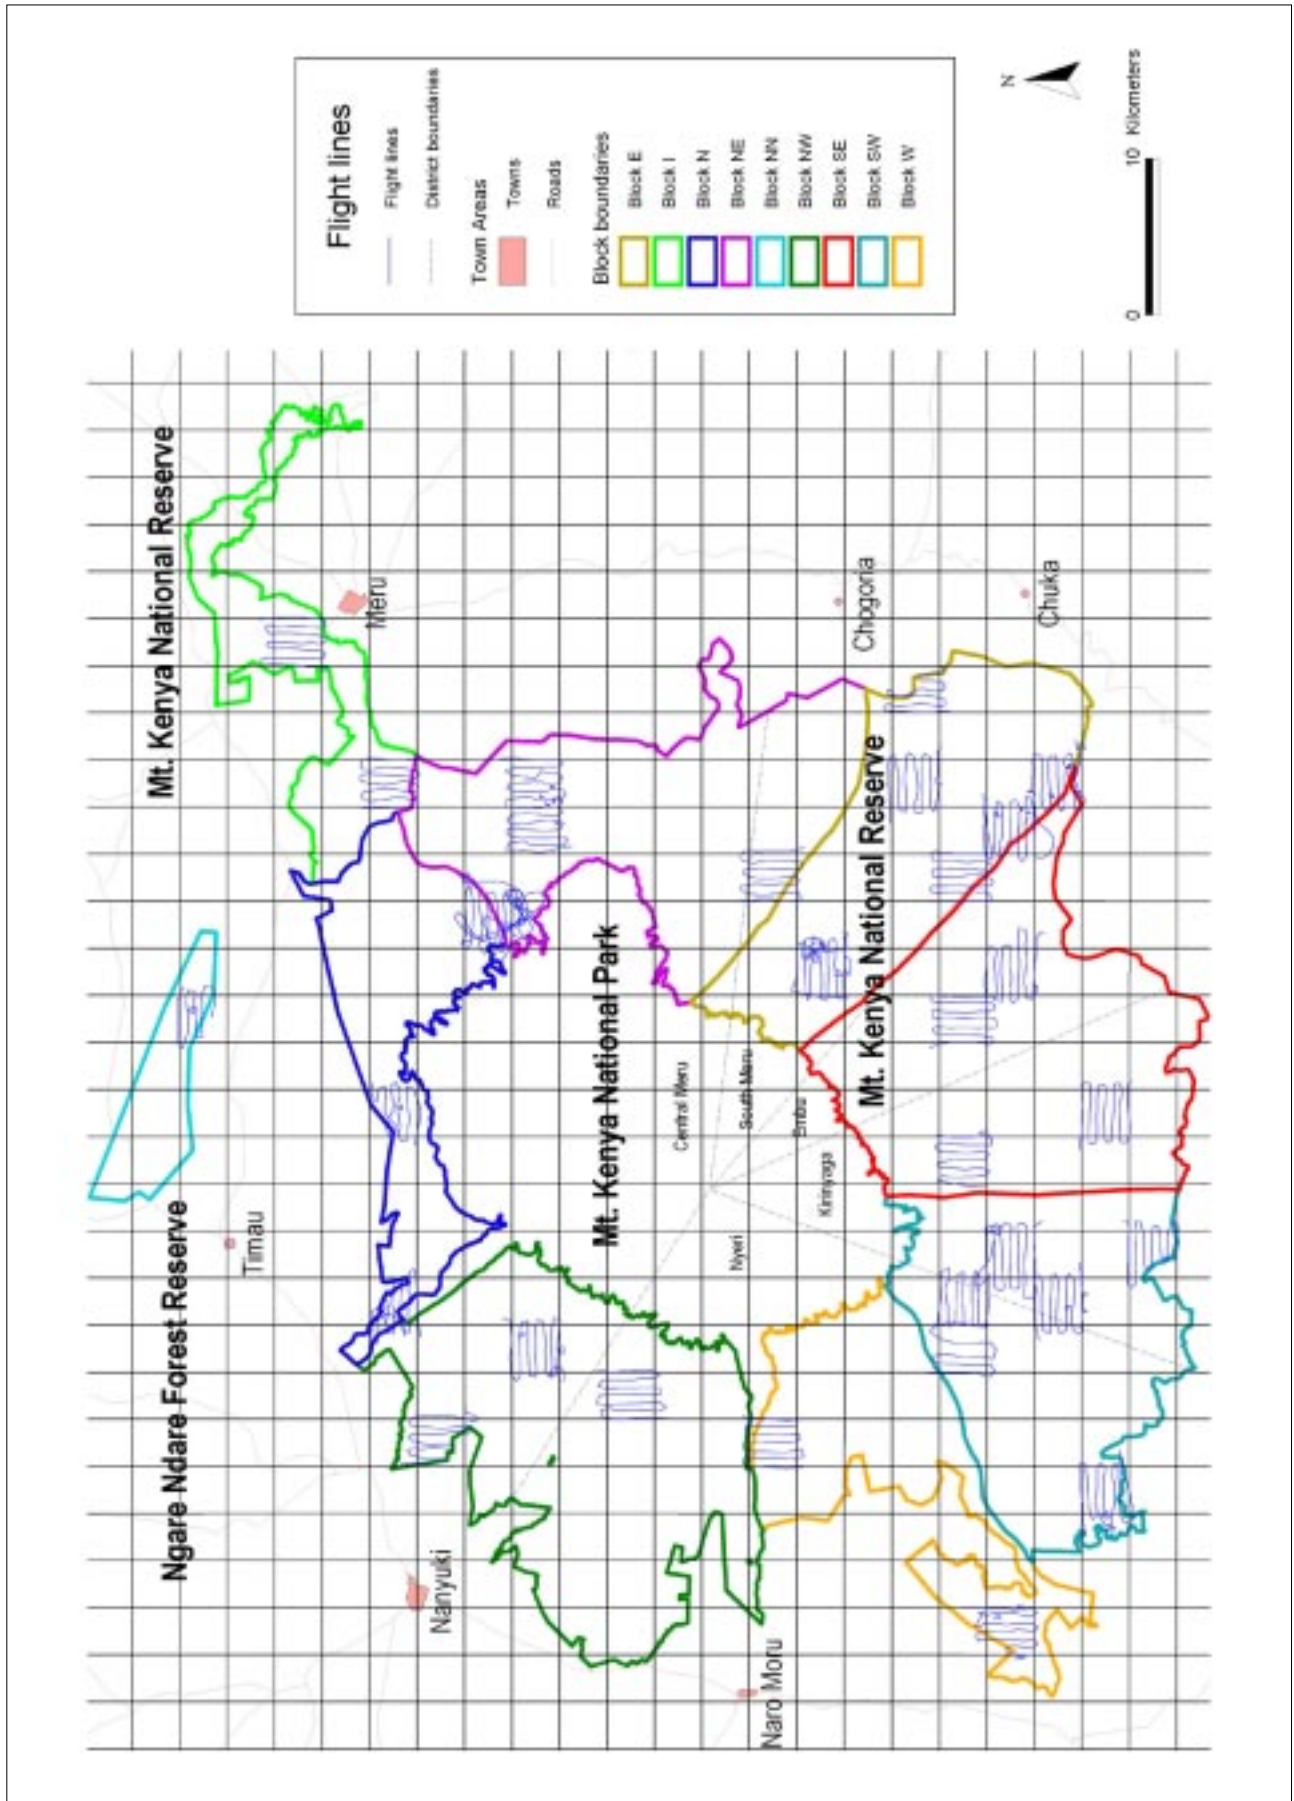 Flight lines
Flight lines
District boundaries
Town Areas
Towns
Roads
Block boundaries
Block E
Block I
Block N
Block NE
Block NN
Block NW
Block SE
Block SW
Block W
N
0 10 Kilometers
Ngare Ndare Forest Reserve
Mt. Kenya National Reserve
Timau
Meru
Nanyuki
Mt. Kenya National Park
Central Meru
Nyeri
South Meru
Embu
Kirinyaga
Naro Moru
Chogoria
Mt. Kenya National Reserve
Chuka